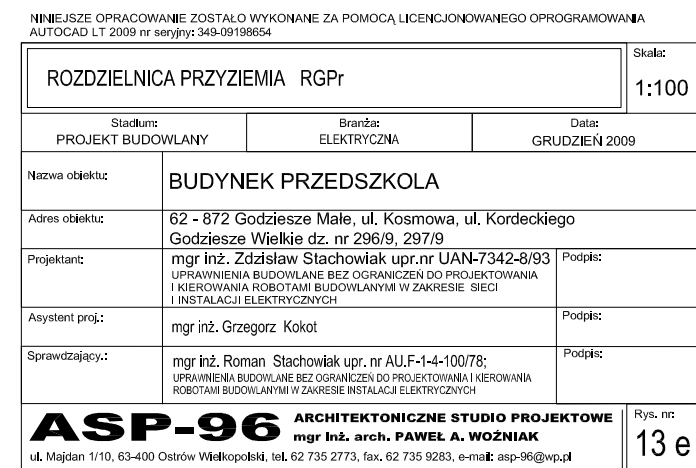 NINIEJSZE OPRACOWANIE ZOSTAŁO WYKONANE ZA POMOCĄ LICENCJONOWANEGO OPROGRAMOWANIA
AUTOCAD LT 2009 nr seryjny: 349-09198654
ROZDZIELNICA PRZYZIEMIA RGPr
Skala:
1:100
Stadium:
PROJEKT BUDOWLANY
Branża:
ELEKTRYCZNA
Data:
GRUDZIEŃ 2009
Nazwa obiektu:
BUDYNEK PRZEDSZKOLA
Adres obiektu:
62 - 872 Godziesze Małe, ul. Kosmowa, ul. Kordeckiego
Godziesze Wielkie dz. nr 296/9, 297/9
Projektant:
mgr inż. Zdzisław Stachowiak upr.nr UAN-7342-8/93
UPRAWNIENIA BUDOWLANE BEZ OGRANICZEŃ DO PROJEKTOWANIA
I KIEROWANIA ROBOTAMI BUDOWLANYMI W ZAKRESIE SIECI
I INSTALACJI ELEKTRYCZNYCH
Podpis:
Asystent proj.:
mgr inż. Grzegorz Kokot
Podpis:
Sprawdzający.:
mgr inż. Roman Stachowiak upr. nr AU.F-1-4-100/78;
UPRAWNIENIA BUDOWLANE BEZ OGRANICZEŃ DO PROJEKTOWANIA I KIEROWANIA
ROBOTAMI BUDOWLANYMI W ZAKRESIE INSTALACJI ELEKTRYCZNYCH
Podpis:
ASP-96
ARCHITEKTONICZNE STUDIO PROJEKTOWE
mgr inż. arch. PAWEŁ A. WOŹNIAK
ul. Majdan 1/10, 63-400 Ostrów Wielkopolski, tel. 62 735 2773, fax. 62 735 9283, e-mail: asp-96@wp.pl
Rys. nr:
13 e